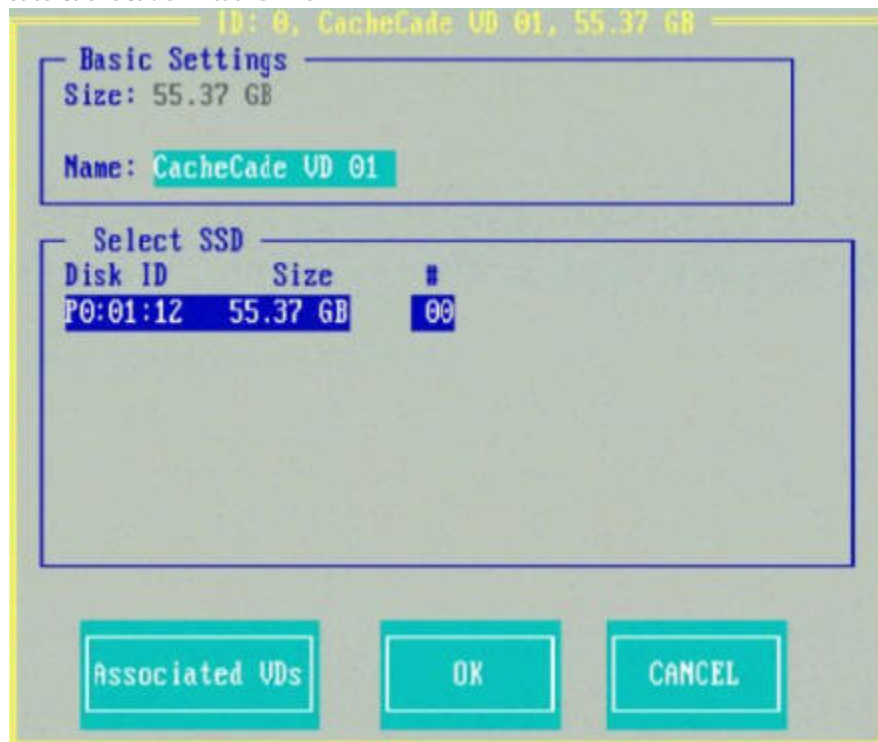 ID: 0, CacheCade VD 01, 55.37 GB
Basic Settings
Size: 55.37 GB
Name: CacheCade VD 01
Select SSD
Disk ID Size #
P0:01:12 55.37 GB 00
Associated VDs OK CANCEL